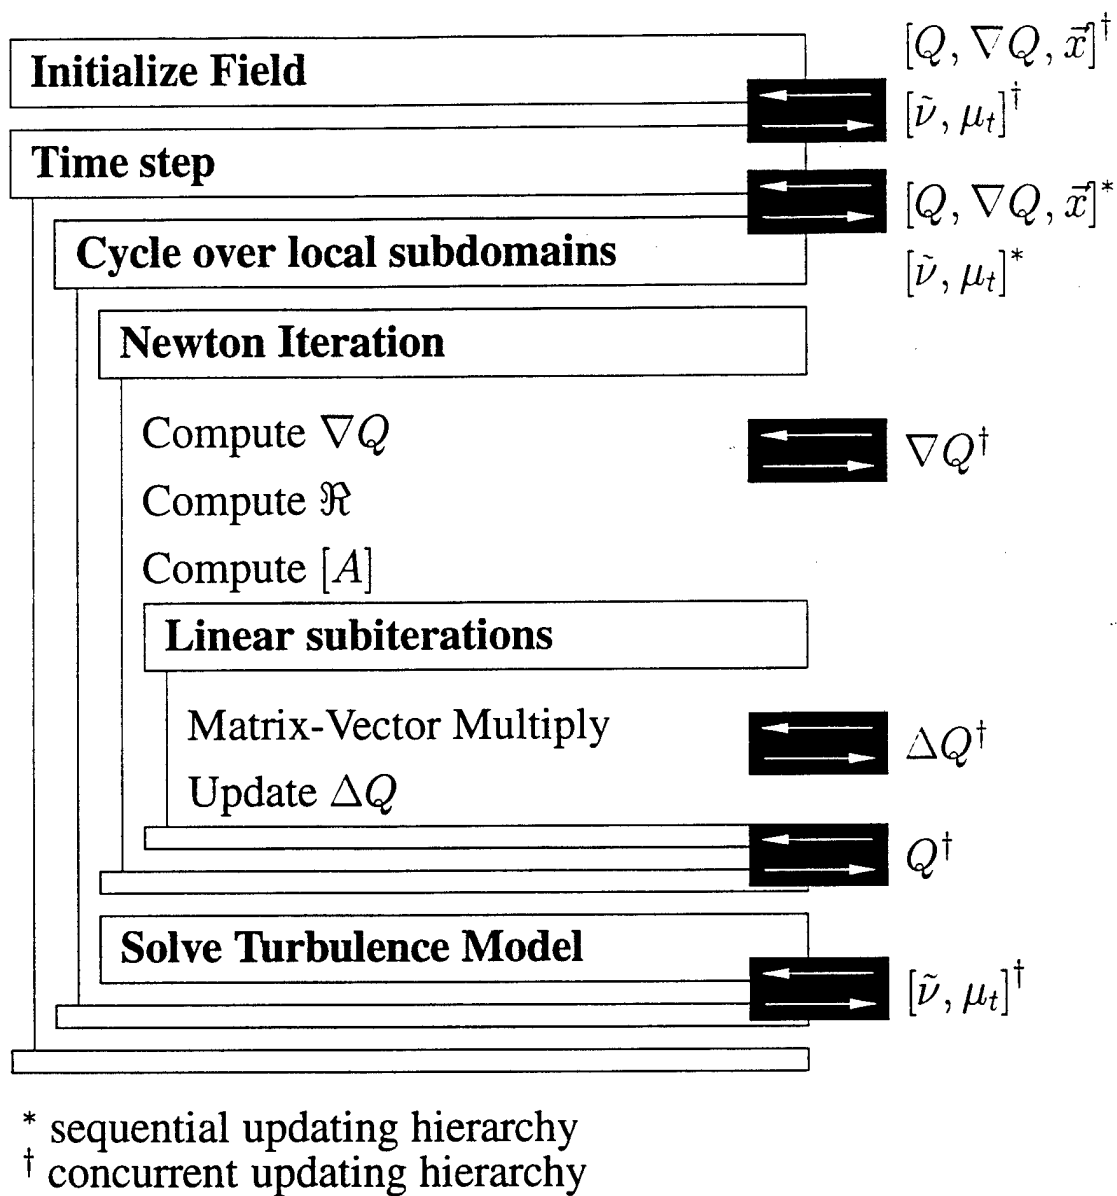 Initialize Field
[Q, ∇Q, x⃗]†
[ν̃, μₜ]†
Time step
[Q, ∇Q, x⃗]*
Cycle over local subdomains
[ν̃, μₜ]*
Newton Iteration
Compute ∇Q
∇Q†
Compute ℜ
Compute [A]
Linear subiterations
Matrix-Vector Multiply
ΔQ†
Update ΔQ
Q†
Solve Turbulence Model
[ν̃, μₜ]†
* sequential updating hierarchy
† concurrent updating hierarchy